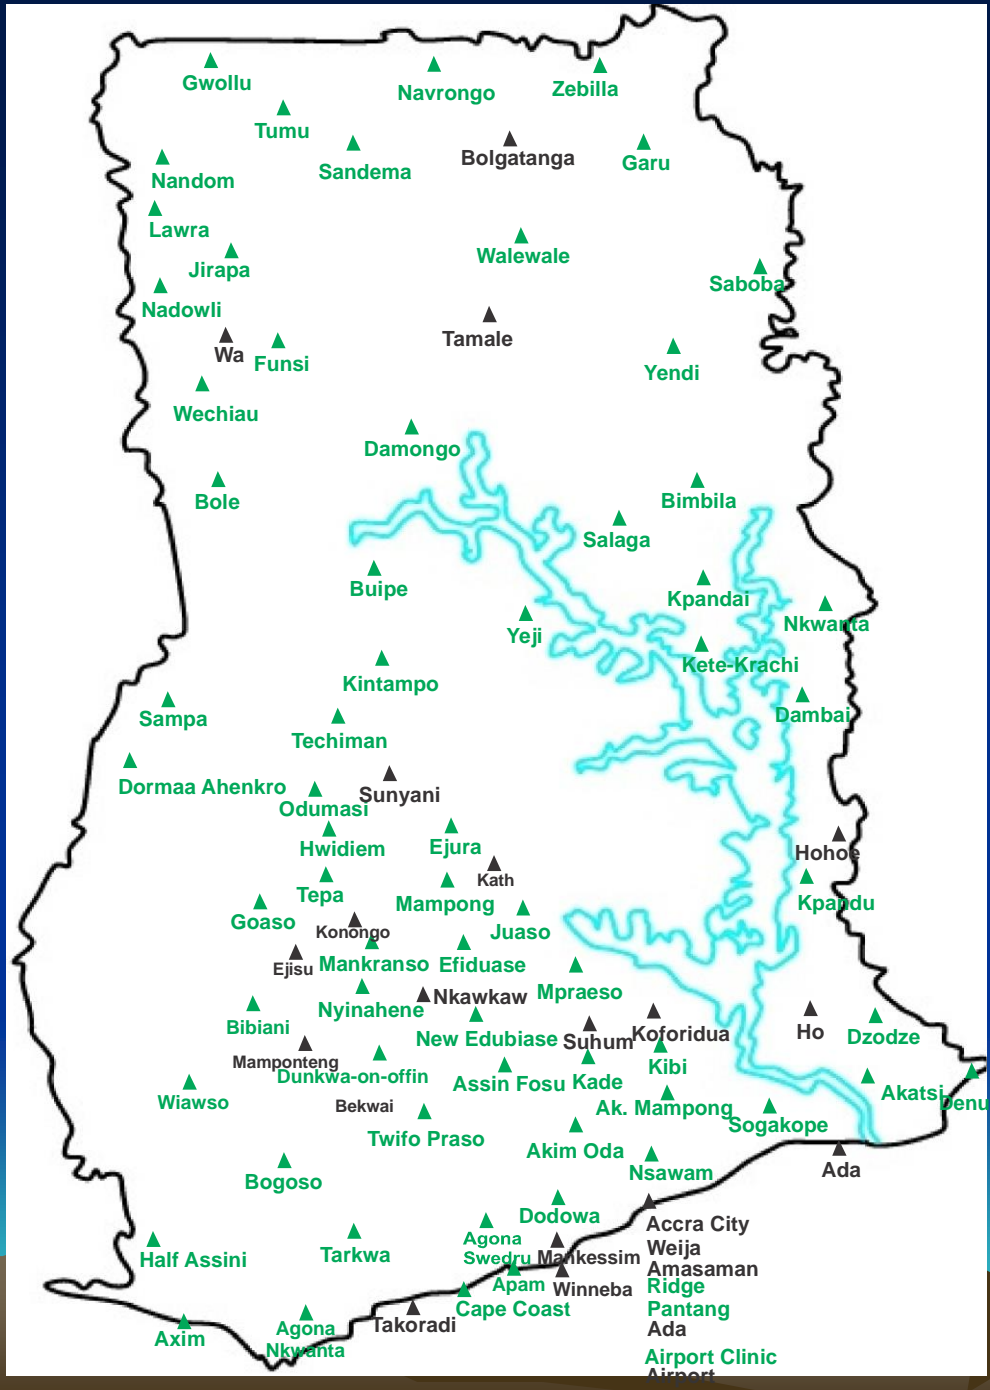 Gwollu
Navrongo
Zebilla
Tumu
Sandema
Bolgatanga
Garu
Nandom
Lawra
Jirapa
Walewale
Saboba
Nadowli
Wa
Funsi
Tamale
Yendi
Wechiau
Damongo
Bole
Bimbila
Salaga
Buipe
Kpandai
Nkwanta
Yeji
Kete-Krachi
Kintampo
Sampa
Dambai
Techiman
Dormaa Ahenkro
Sunyani
Odumasi
Hwidiem
Ejura
Hohoe
Kath
Tepa
Mampong
Kpandu
Goaso
Konongo
Juaso
Ejisu
Mankranso
Efiduase
Mpraeso
Nkawkaw
Nyinahene
Bibiani
New Edubiase
Suhum
Koforidua
Ho
Dzodze
Mamponteng
Dunkwa-on-offin
Assin Fosu
Kade
Kibi
Akatsi
Denu
Wiawso
Bekwai
Ak. Mampong
Sogakope
Twifo Praso
Akim Oda
Nsawam
Ada
Bogoso
Dodowa
Accra City
Half Assini
Tarkwa
Agona
Swedru
Mankessim
Weija
Amasaman
Apam
Winneba
Ridge
Cape Coast
Pantang
Axim
Agona
Nkwanta
Takoradi
Ada
Airport Clinic
Airport